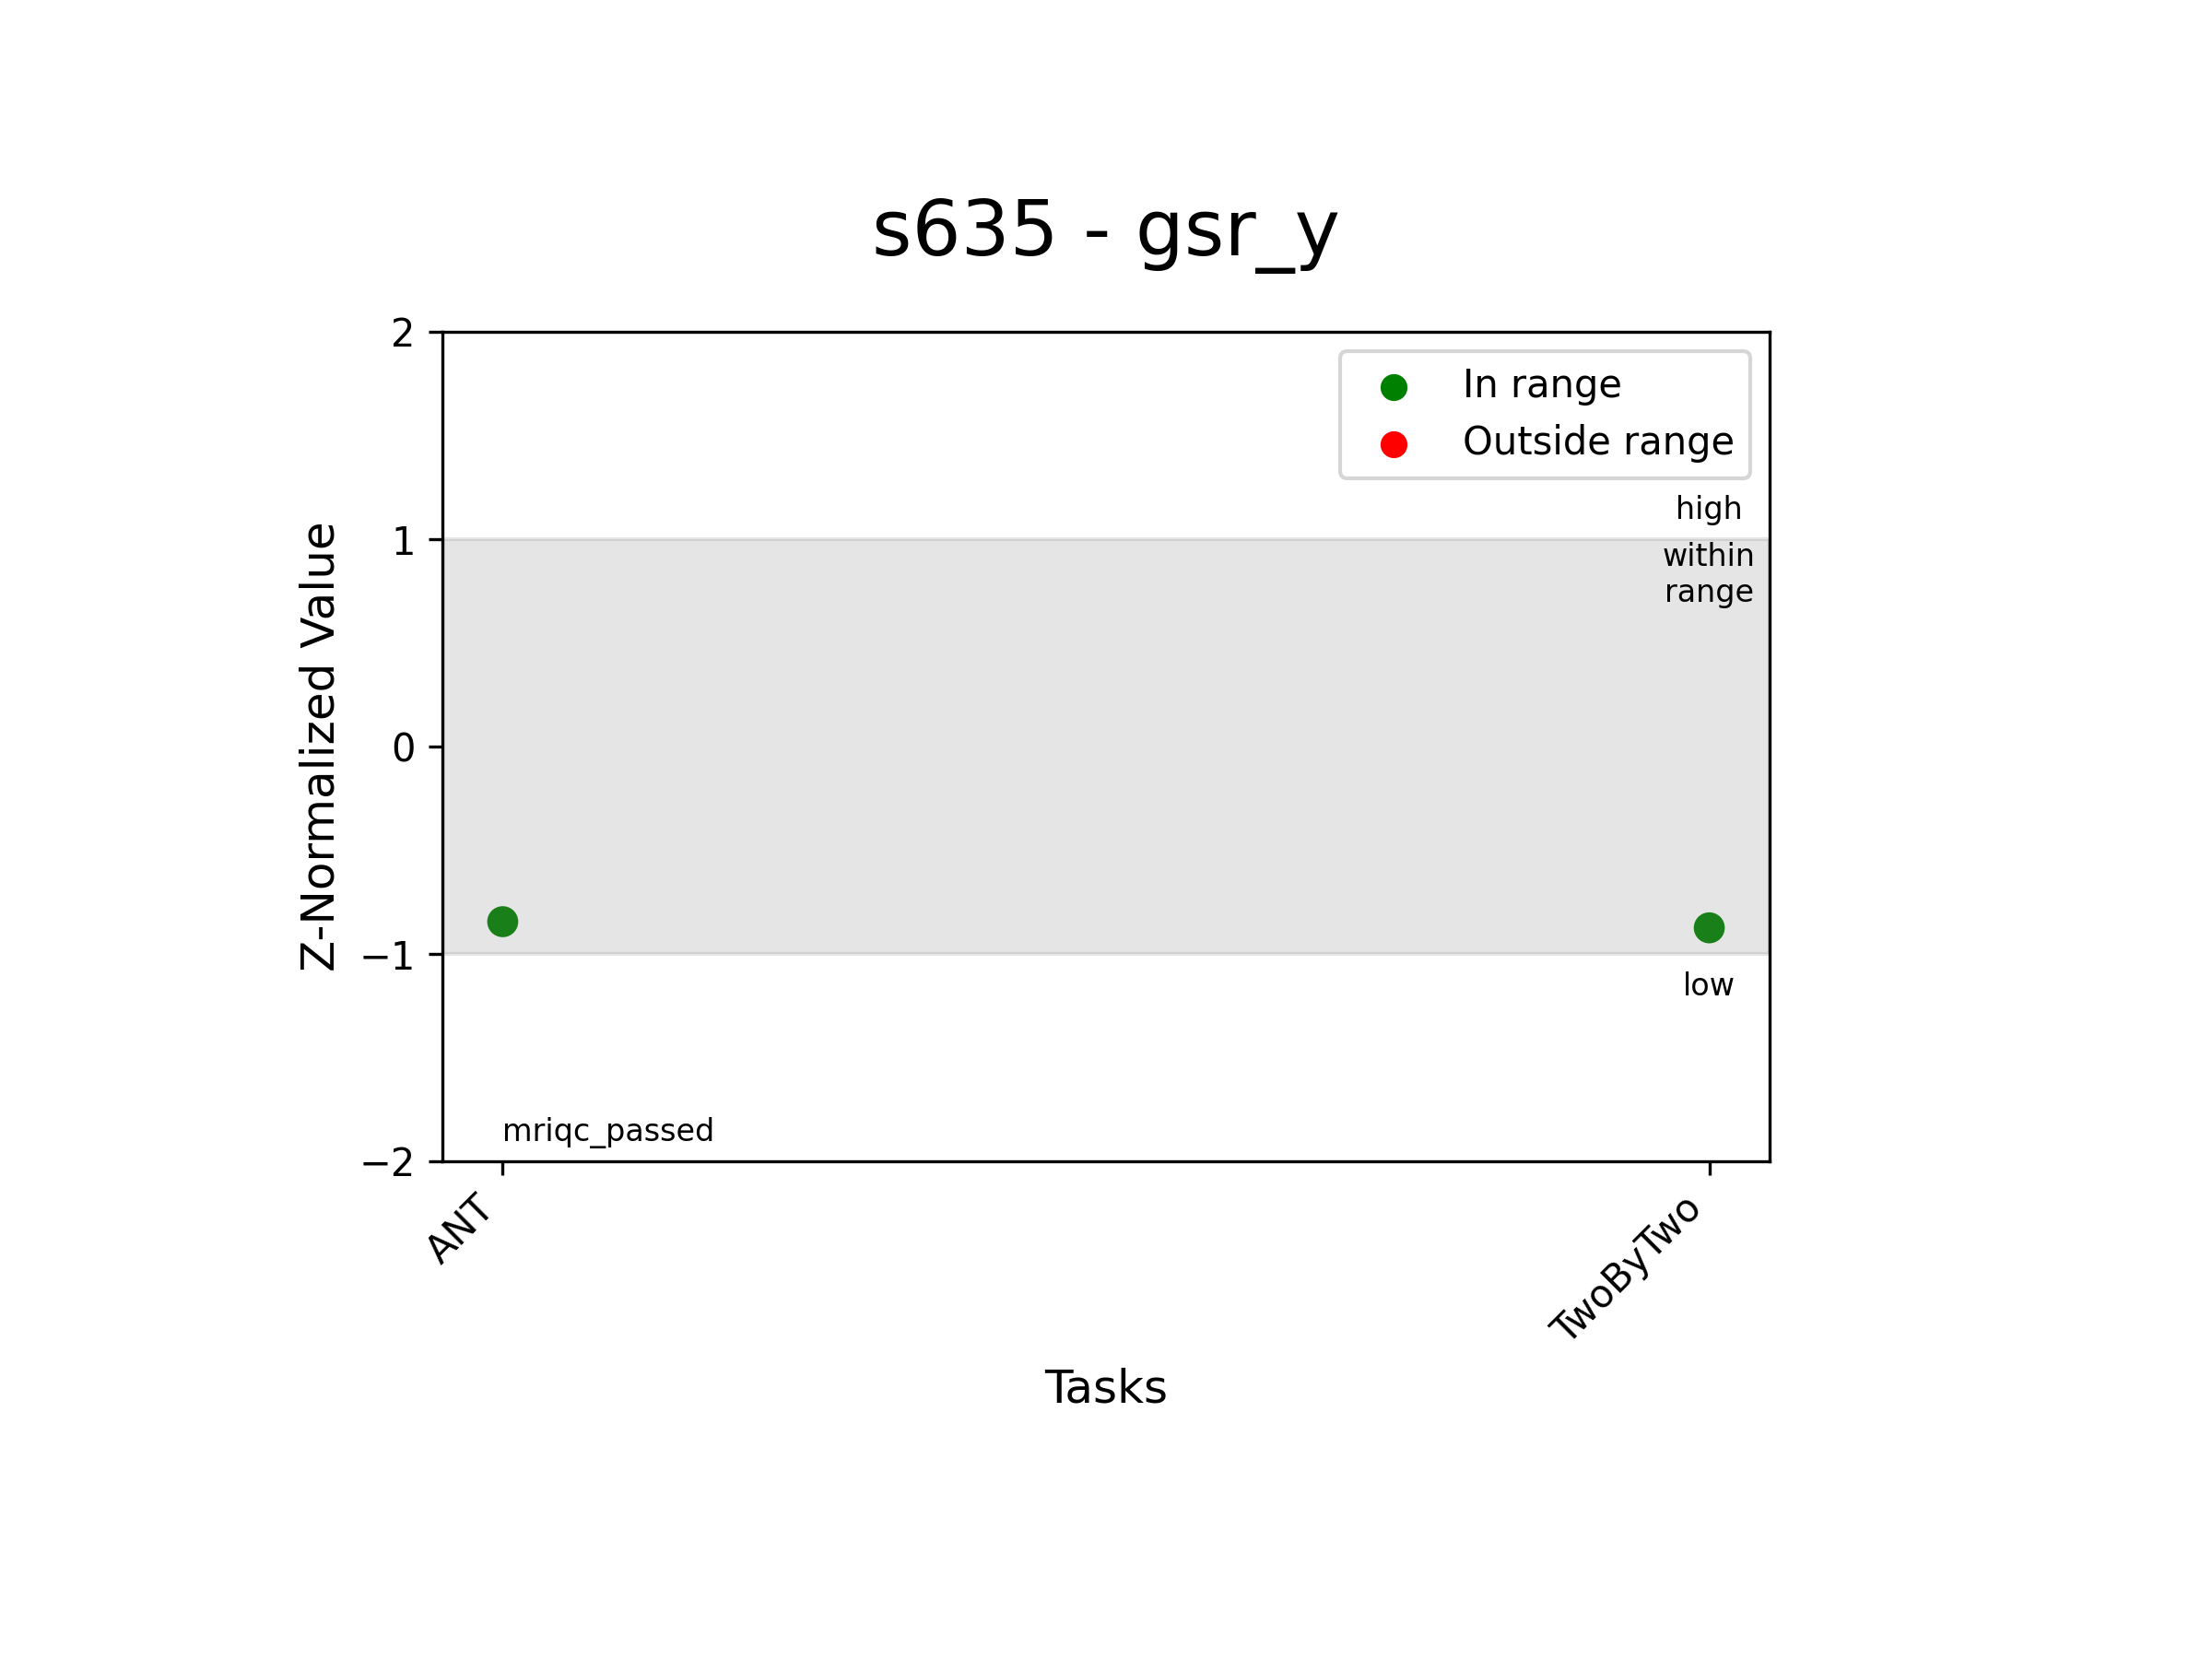 s635 - gsr_y
2
In range
Outside range
high
1
within
range
Z-Normalized Value
0
−1
low
mriqc_passed
−2
ANT
TwoByTwo
Tasks